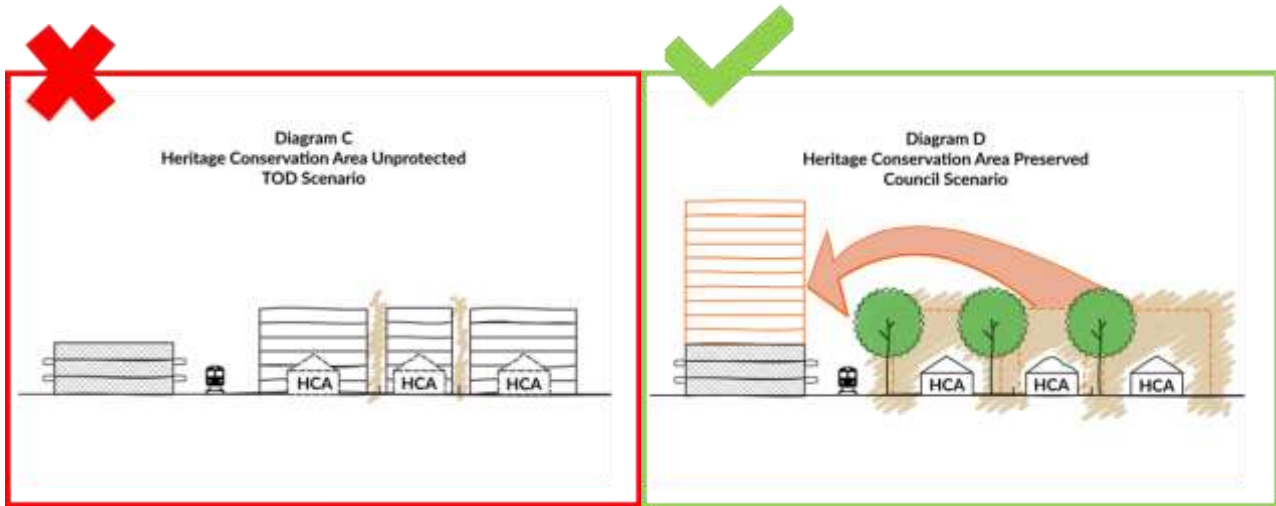 Diagram C
Heritage Conservation Area Unprotected
TOD Scenario
HCA
HCA
HCA
Diagram D
Heritage Conservation Area Preserved
Council Scenario
HCA
HCA
HCA